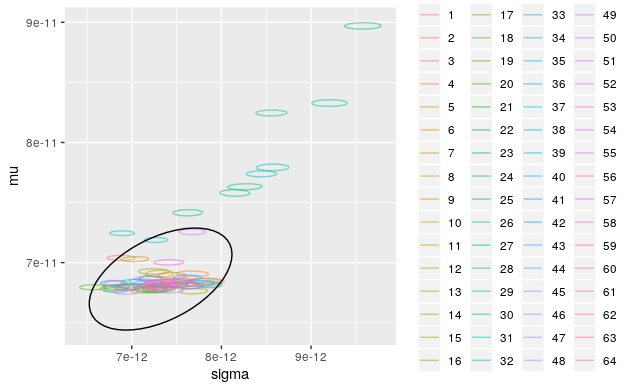 9e-11
8e-11
7e-11
mu
7e-12 8e-12 9e-12
sigma
1 17 33 49
2 18 34 50
3 19 35 51
4 20 36 52
5 21 37 53
6 22 38 54
7 23 39 55
8 24 40 56
9 25 41 57
10 26 42 58
11 27 43 59
12 28 44 60
13 29 45 61
14 30 46 62
15 31 47 63
16 32 48 64